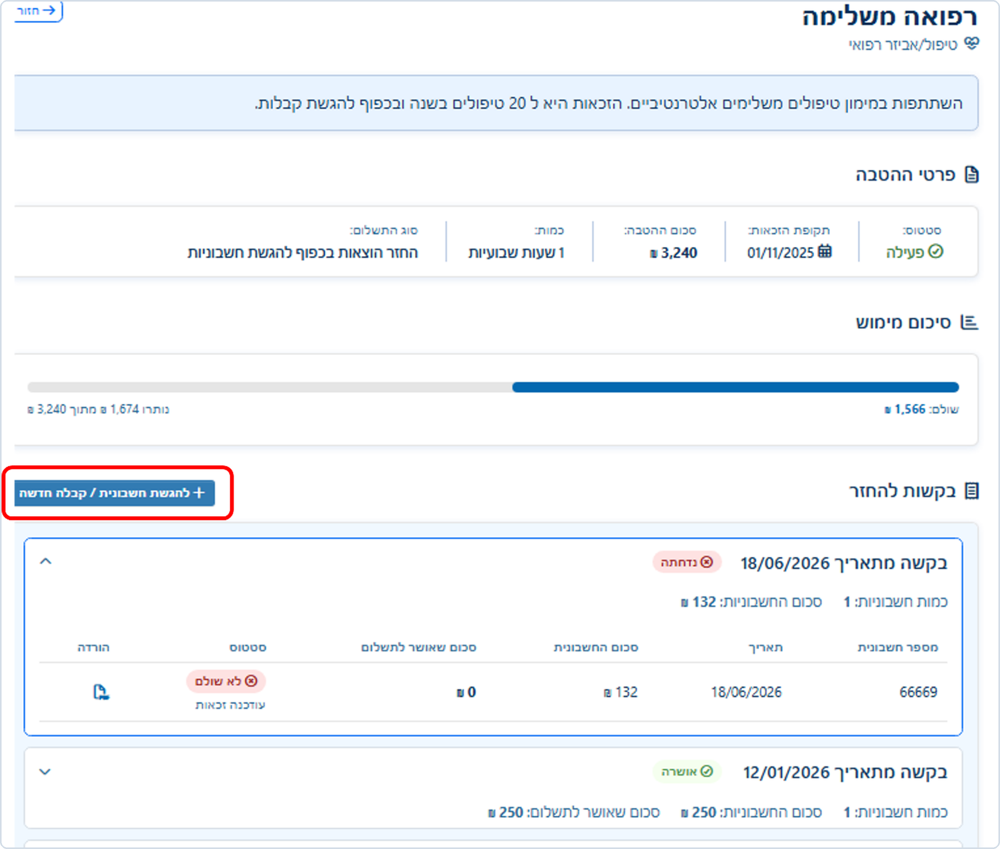 רפואה משלימה
חזור
טיפול/אביזר רפואי
השתתפות במימון טיפולים משלימים אלטרנטיביים. הזכאות היא ל 20 טיפולים בשנה ובכפוף להגשת קבלות.
פרטי ההטבה
סטטוס: תקופת הזכאות: סכום ההטבה: כמות: סוג התשלום:
פעילה 01/11/2025 3,240 ₪ 1 שעות שבועיות החזר הוצאות בכפוף להגשת חשבוניות
סיכום מימוש
שולם: 1,566 ₪ נותרו 1,674 ₪ מתוך 3,240 ₪
בקשות להחזר + להגשת חשבונית / קבלה חדשה
בקשה מתאריך 18/06/2026 נדחתה
כמות חשבוניות: 1 סכום החשבוניות: 132 ₪
מספר חשבונית תאריך סכום החשבונית סכום שאושר לתשלום סטטוס הורדה
66669 18/06/2026 132 ₪ 0 ₪ לא שולם
עודכנה זכאות
בקשה מתאריך 12/01/2026 אושרה
כמות חשבוניות: 1 סכום החשבוניות: 250 ₪ סכום שאושר לתשלום: 250 ₪